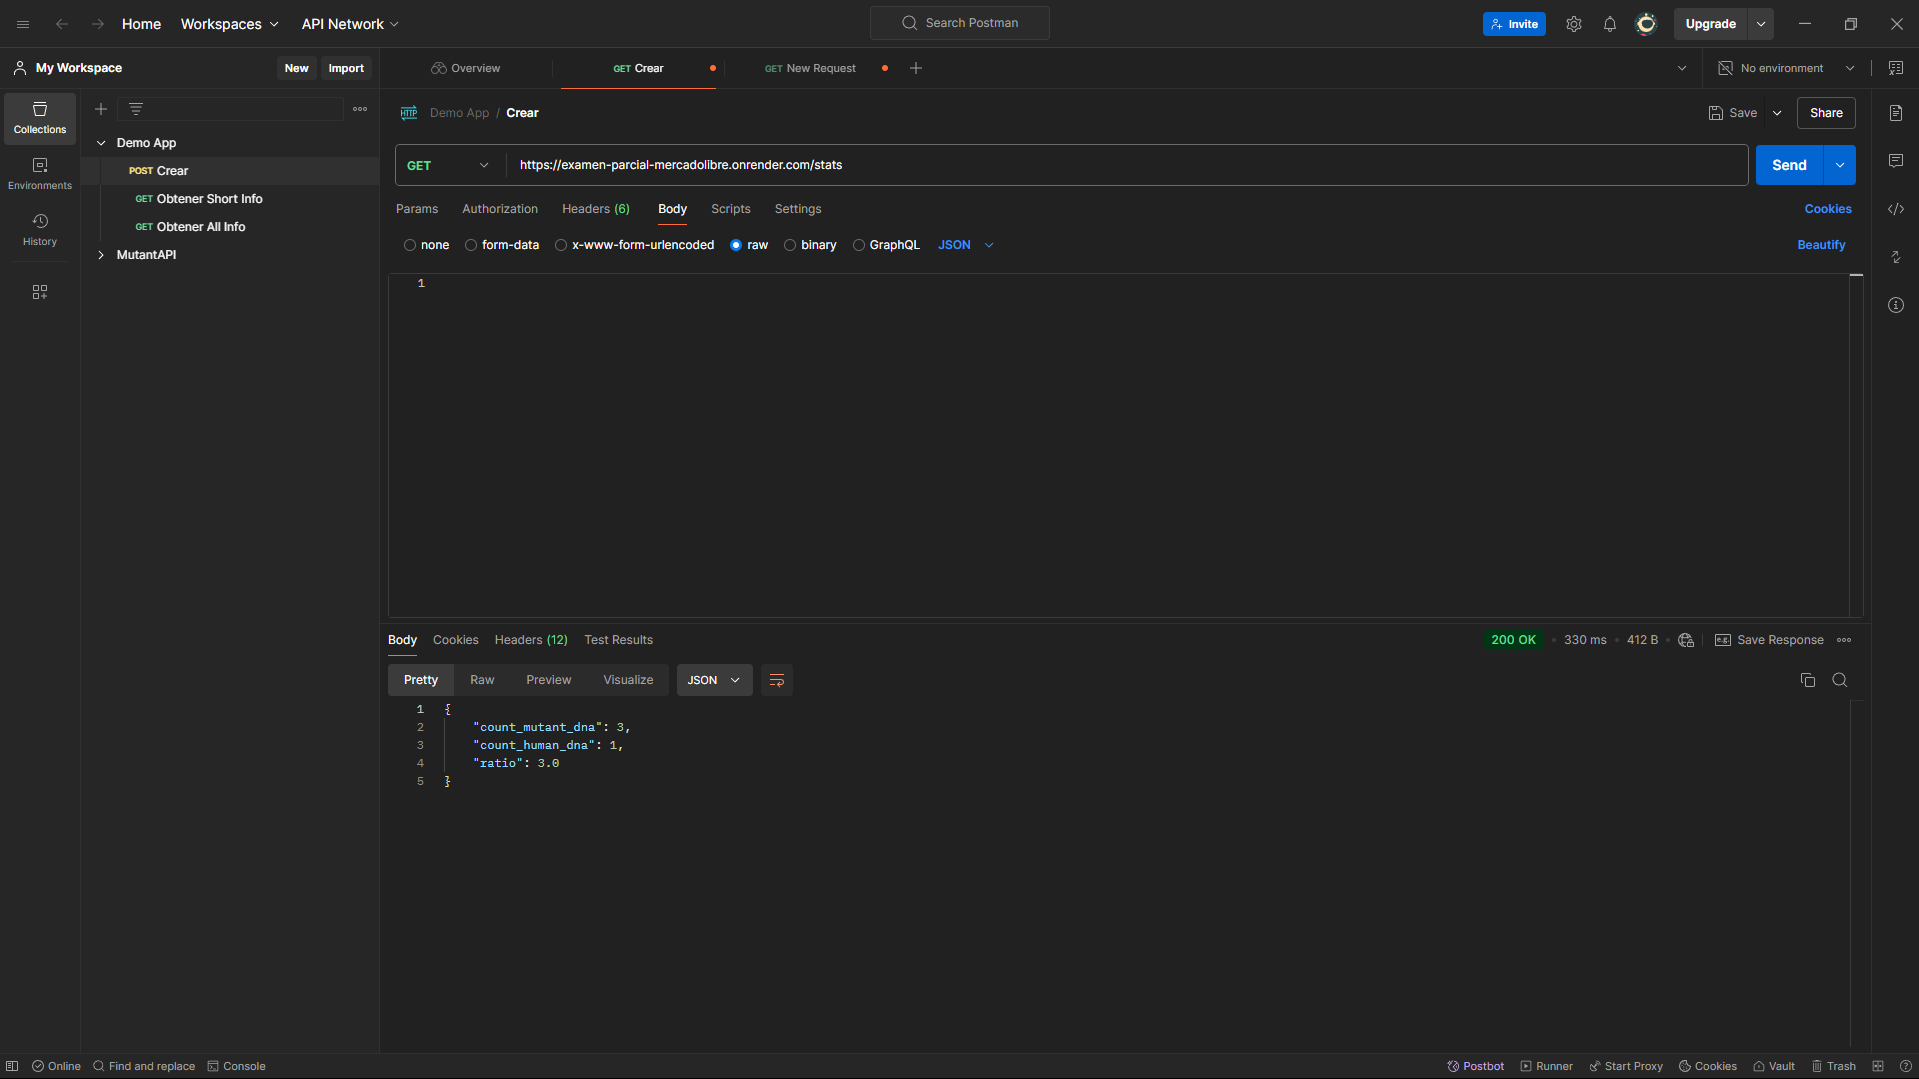 Home Workspaces API Network Search Postman Invite Upgrade
My Workspace New Import Overview GET Crear GET New Request No environment
Collections
Environments
History
Demo App
POST Crear
GET Obtener Short Info
GET Obtener All Info
MutantAPI
HTTP Demo App / Crear Save Share
GET https://examen-parcial-mercadolibre.onrender.com/stats Send
Params Authorization Headers (6) Body Scripts Settings Cookies
none form-data x-www-form-urlencoded raw binary GraphQL JSON Beautify
1
Body Cookies Headers (12) Test Results 200 OK 330 ms 412 B e.g. Save Response
Pretty Raw Preview Visualize JSON
1 {
2 "count_mutant_dna": 3,
3 "count_human_dna": 1,
4 "ratio": 3.0
5 }
Online Find and replace Console Postbot Runner Start Proxy Cookies Vault Trash